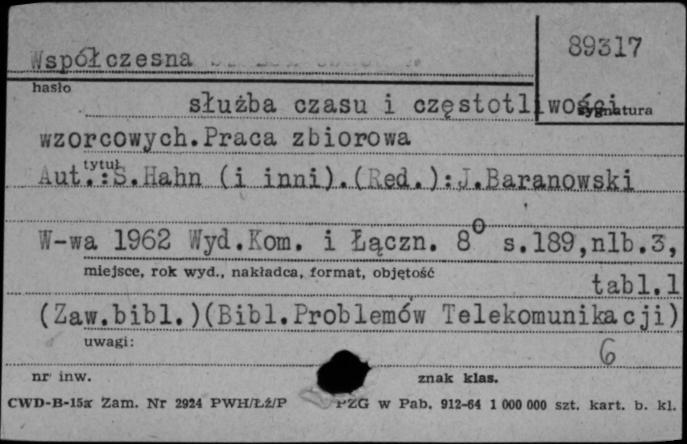 Współczesna
89317
hasło
służba czasu i częstotliwości
sygnatura
wzorcowych.Praca zbiorowa
tytuł
Aut.:S.Hahn (i inni).(Red.):J.Baranowski
W-wa 1962 Wyd.Kom. i Łączn. 8º s.189,nlb.3,
miejsce, rok wyd., nakładca, format, objętość
tabl.1
(Zaw.bibl.)(Bibl.Problemów Telekomunikacji)
uwagi:
6
nr inw.
znak klas.
CWD-B-15a Zam. Nr 2924 PWH/Łż/P PZG w Pab. 912-64 1 000 000 szt. kart. b. kl.